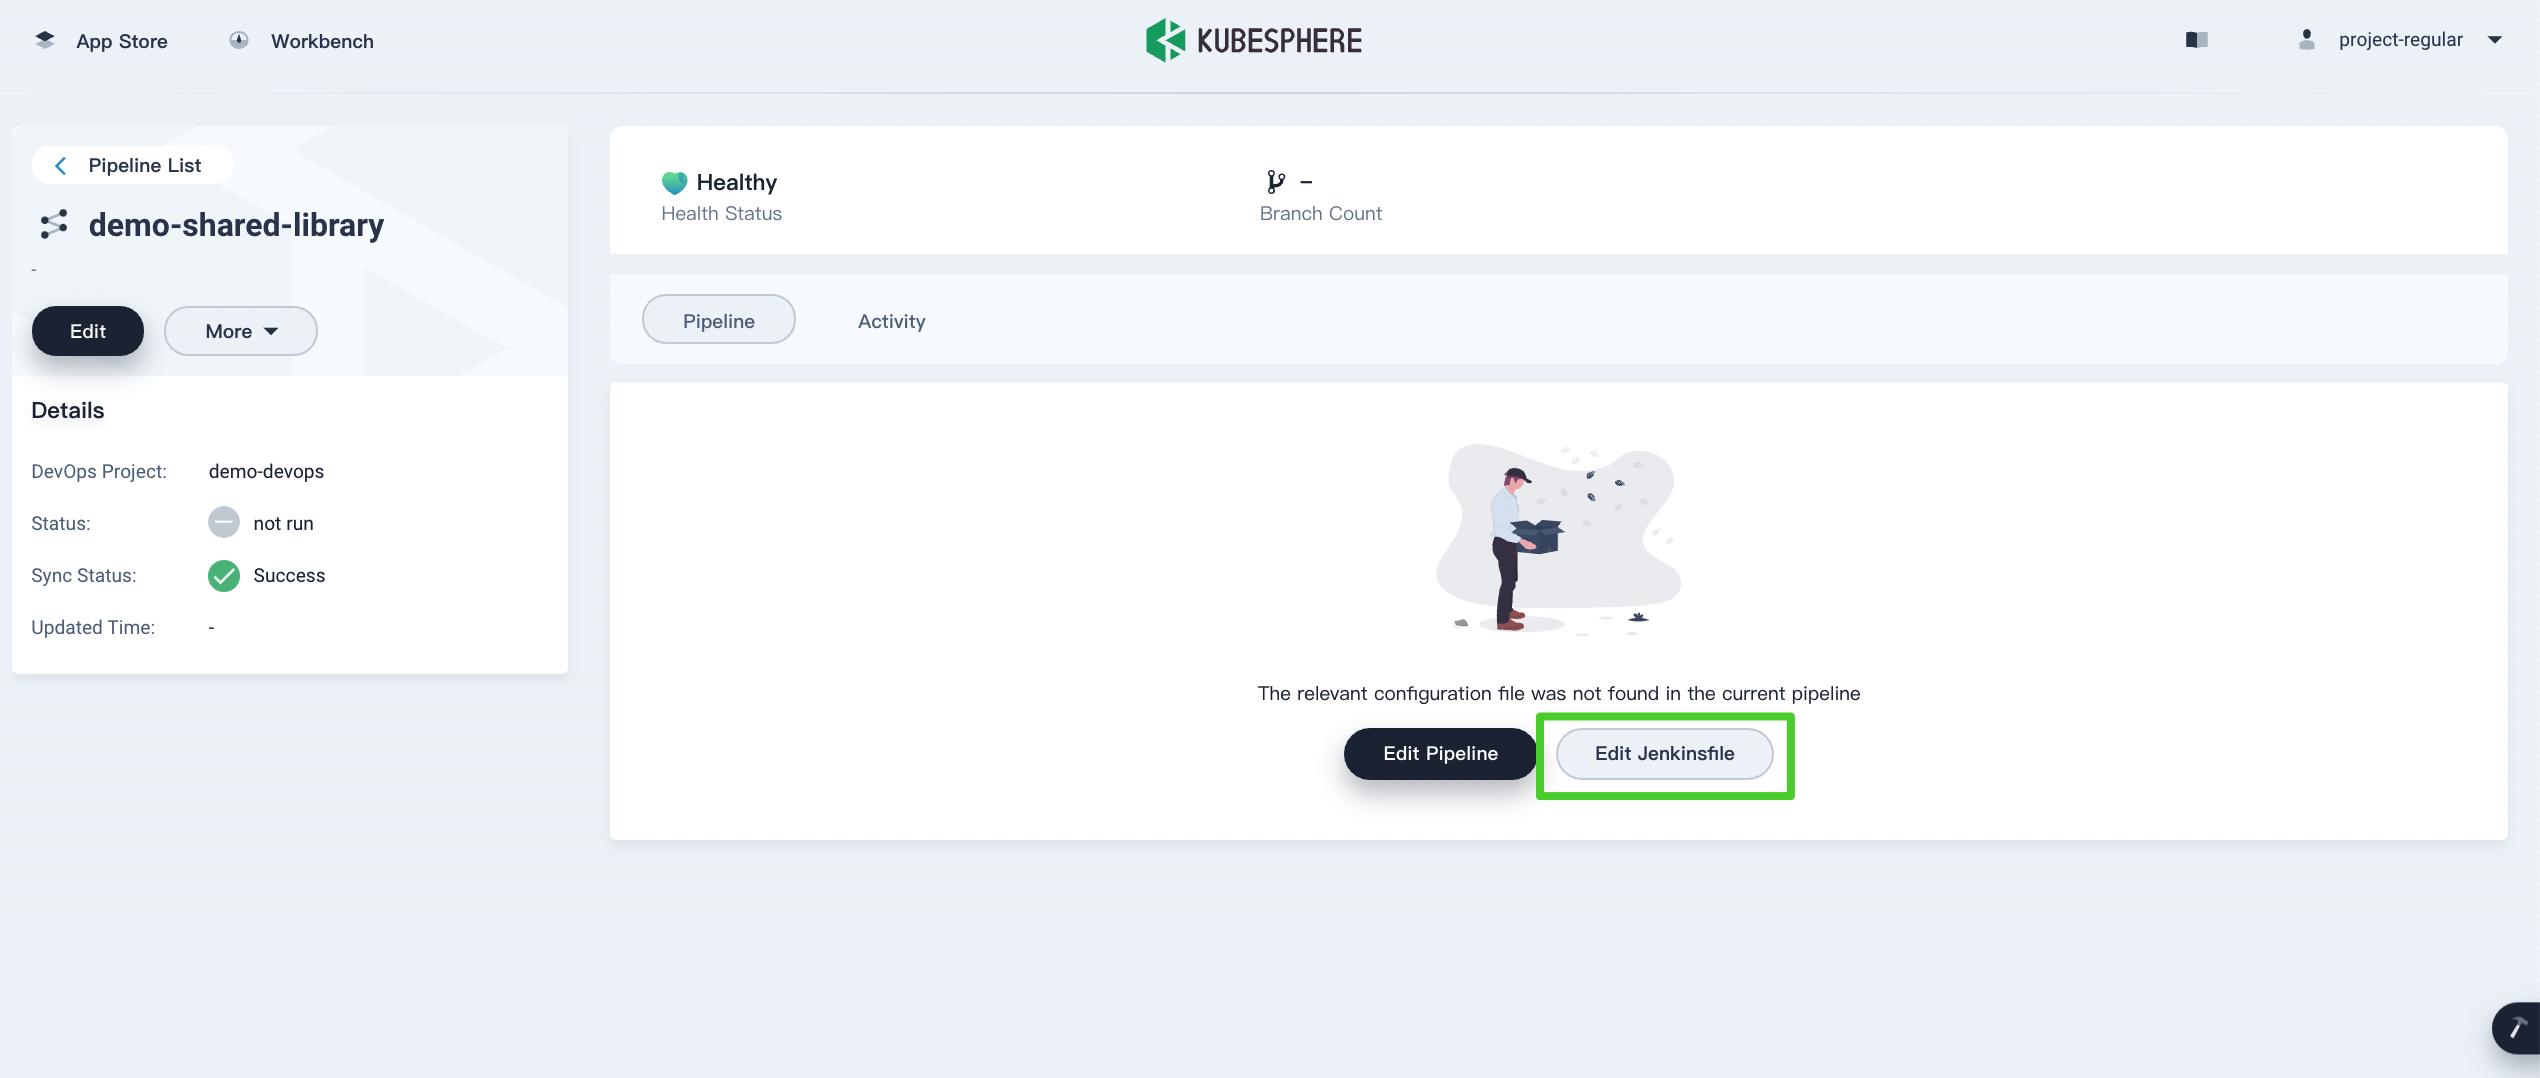 App Store
Workbench
KUBESPHERE
project-regular
Pipeline List
demo-shared-library
-
Edit
More
Details
DevOps Project: demo-devops
Status: not run
Sync Status: Success
Updated Time: -
Healthy
Health Status
–
Branch Count
Pipeline
Activity
The relevant configuration file was not found in the current pipeline
Edit Pipeline
Edit Jenkinsfile